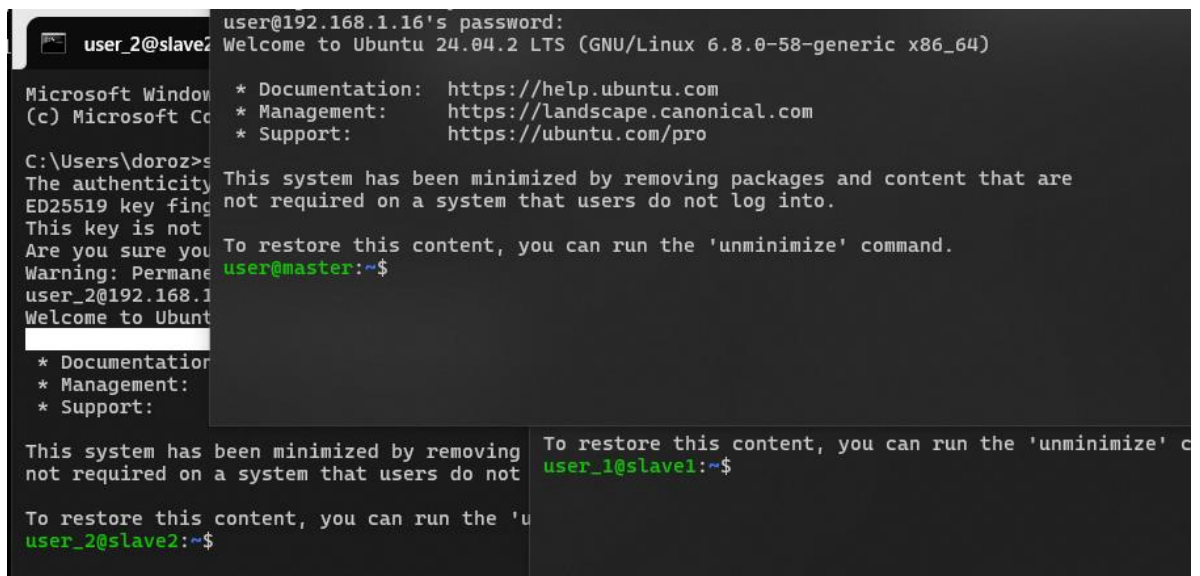 user_2@slave2
Microsoft Window
(c) Microsoft Co
C:\Users\doroz>s
The authenticity
ED25519 key fing
This key is not
Are you sure you
Warning: Permane
user_2@192.168.1
Welcome to Ubunt
* Documentation
* Management:
* Support:
This system has been minimized by removing
not required on a system that users do not
To restore this content, you can run the 'u
user_2@slave2:~$
user@192.168.1.16's password:
Welcome to Ubuntu 24.04.2 LTS (GNU/Linux 6.8.0-58-generic x86_64)
* Documentation:  https://help.ubuntu.com
* Management:     https://landscape.canonical.com
* Support:        https://ubuntu.com/pro
This system has been minimized by removing packages and content that are
not required on a system that users do not log into.
To restore this content, you can run the 'unminimize' command.
user@master:~$
To restore this content, you can run the 'unminimize' c
user_1@slave1:~$